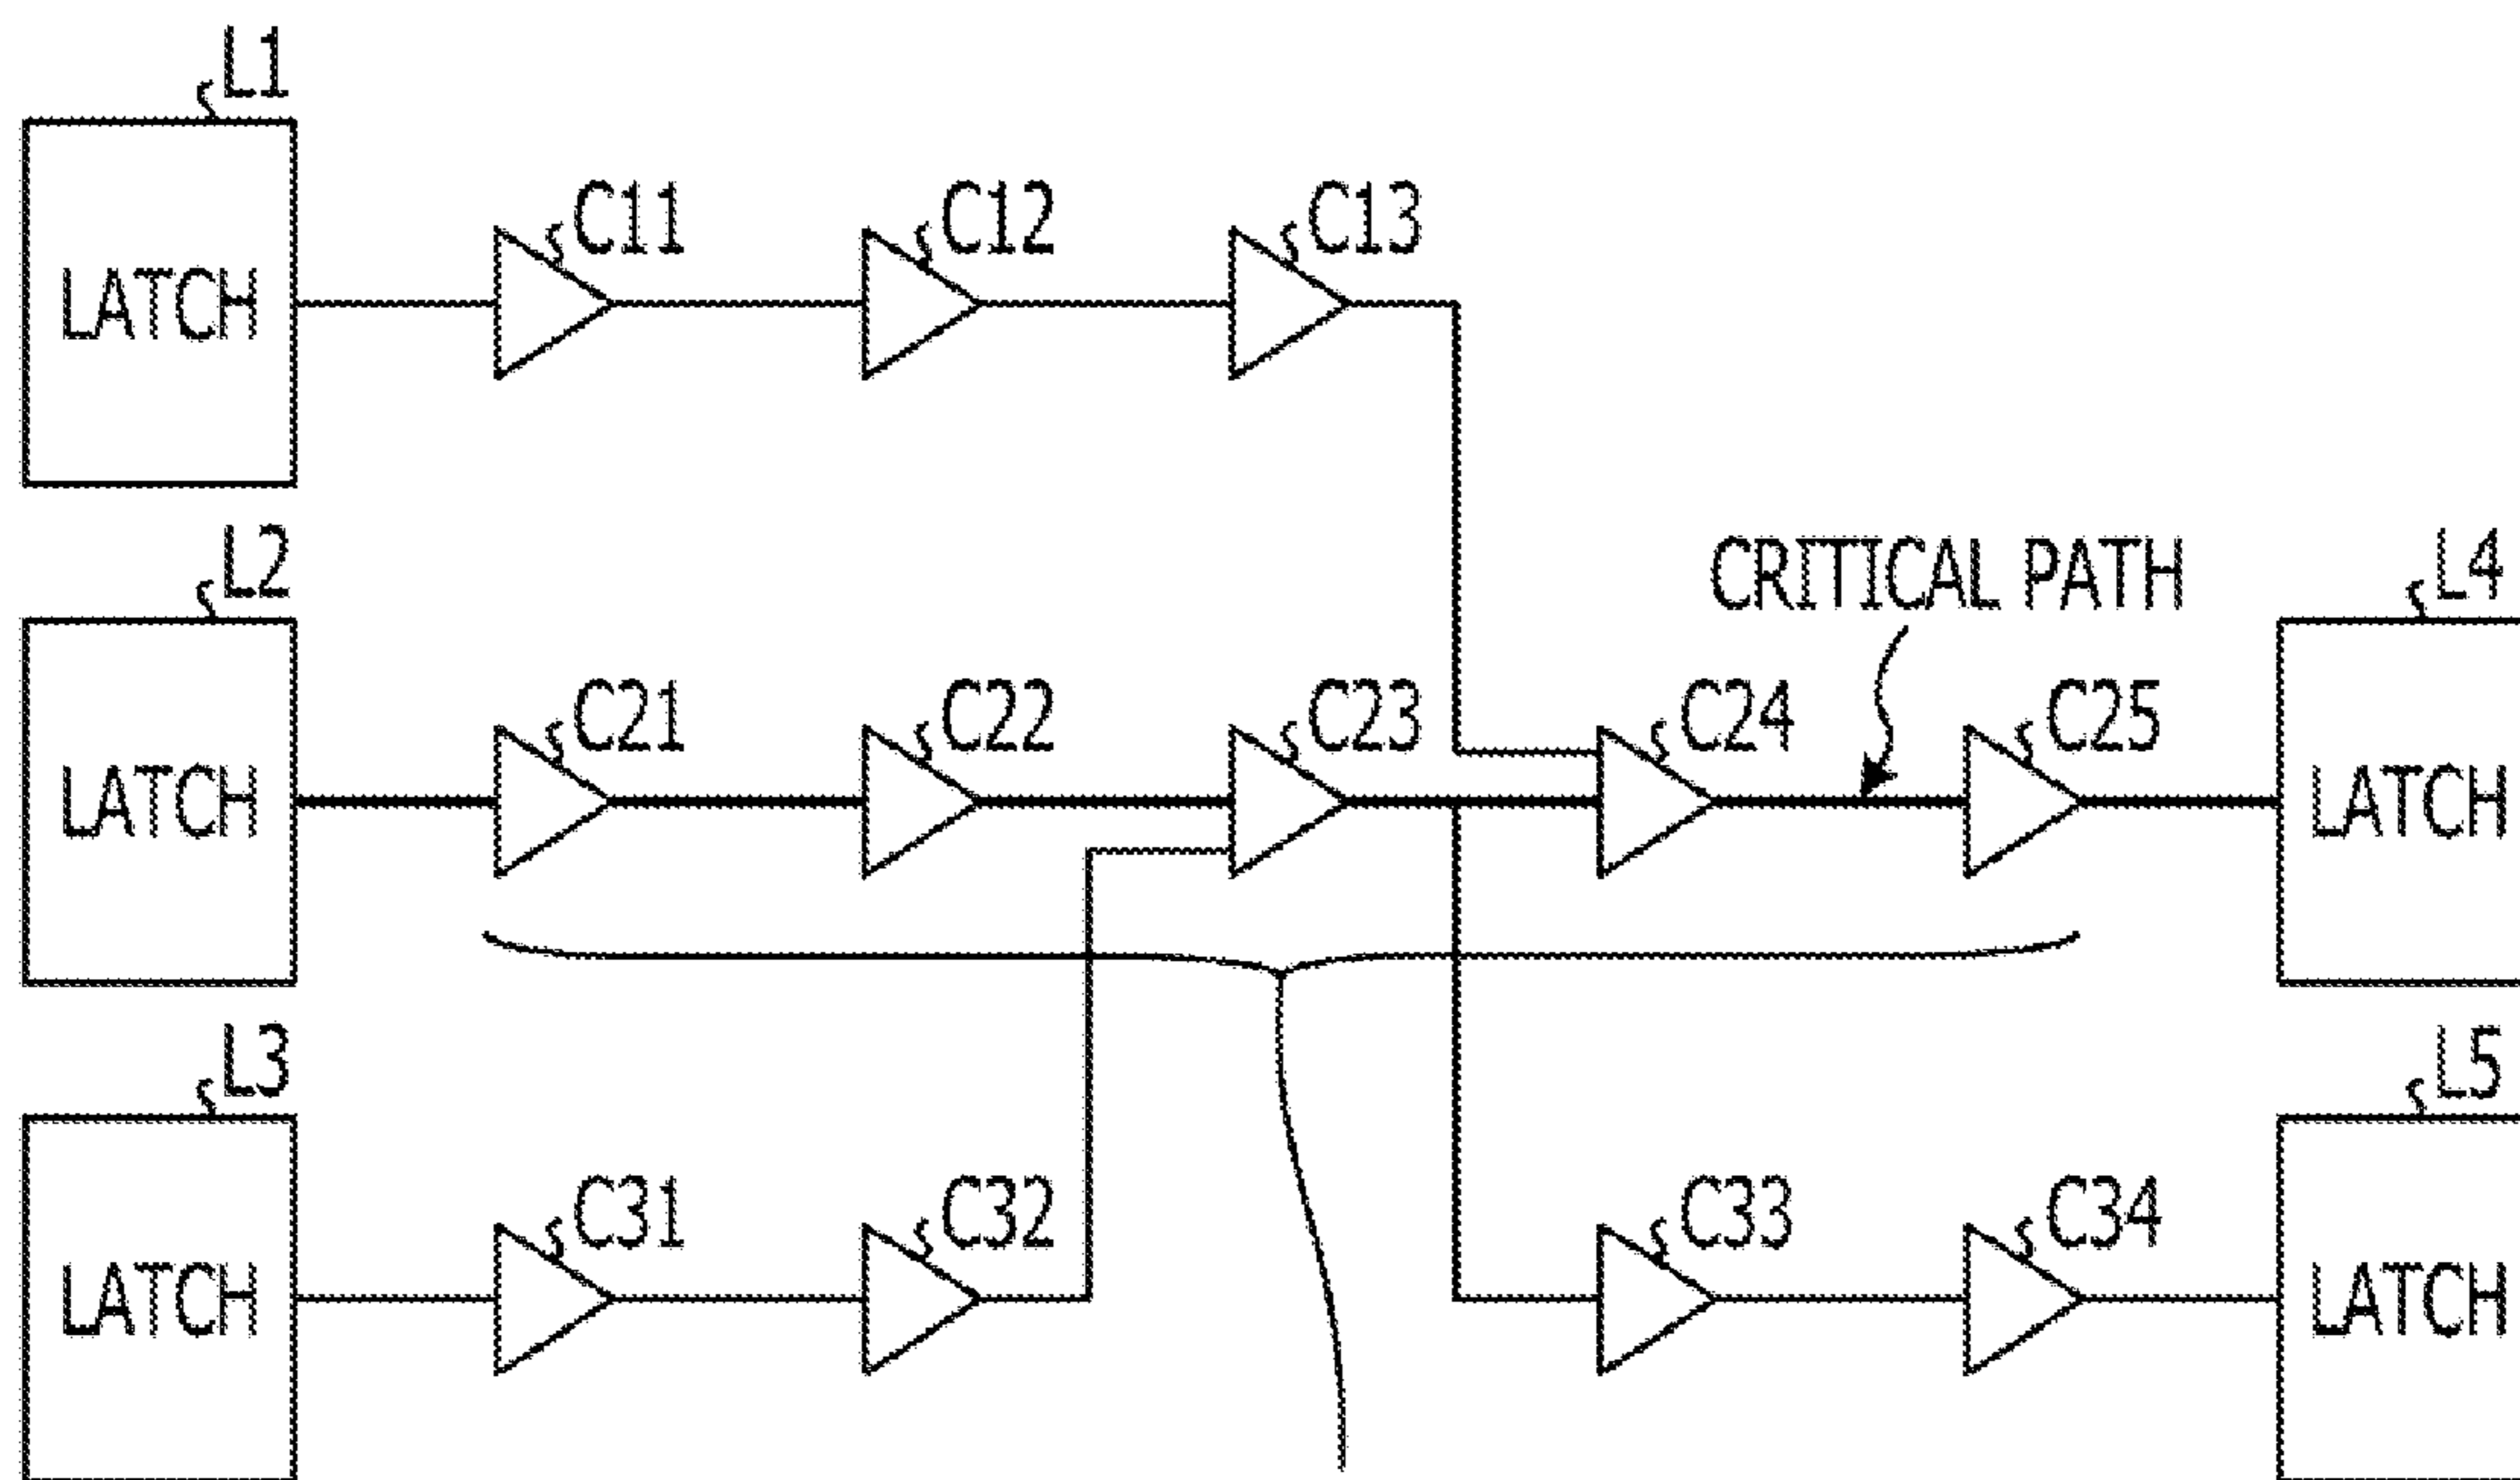 L1
LATCH
C11
C12
C13
L2
LATCH
C21
C22
C23
C24
C25
CRITICAL PATH
L4
LATCH
L3
LATCH
C31
C32
C33
C34
L5
LATCH